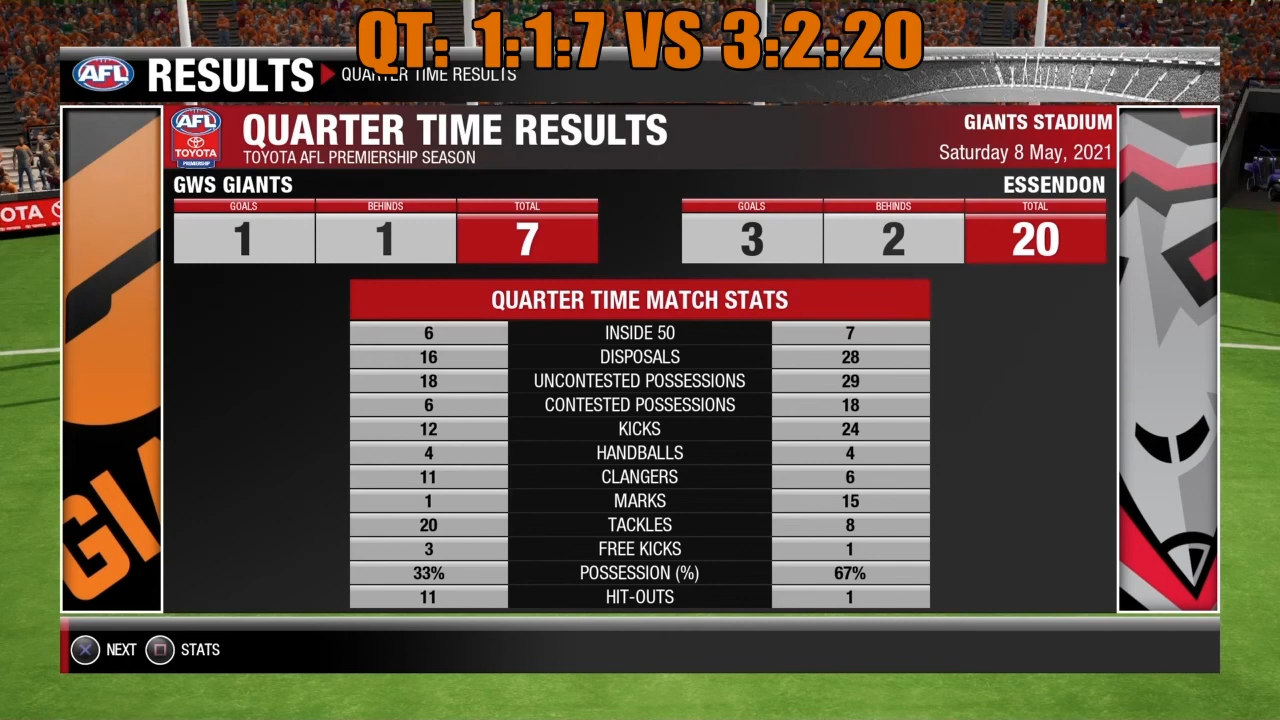 QT: 1:1:7 VS 3:2:20
AFL RESULTS QUARTER TIME RESULTS
AFL TOYOTA PREMIERSHIP
QUARTER TIME RESULTS
TOYOTA AFL PREMIERSHIP SEASON
GIANTS STADIUM
Saturday 8 May, 2021
GWS GIANTS
ESSENDON
GOALS BEHINDS TOTAL GOALS BEHINDS TOTAL
1 1 7 3 2 20
QUARTER TIME MATCH STATS
6 INSIDE 50 7
16 DISPOSALS 28
18 UNCONTESTED POSSESSIONS 29
6 CONTESTED POSSESSIONS 18
12 KICKS 24
4 HANDBALLS 4
11 CLANGERS 6
1 MARKS 15
20 TACKLES 8
3 FREE KICKS 1
33% POSSESSION (%) 67%
11 HIT-OUTS 1
OTA
GIA
NEXT STATS